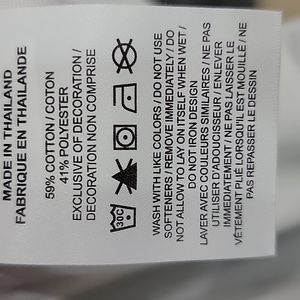 MADE IN THAILAND
FABRIQUE EN THAÏLANDE
59% COTTON / COTON
41% POLYESTER
EXCLUSIVE OF DECORATION /
DECORATION NON COMPRISE
30C
WASH WITH LIKE COLORS / DO NOT USE
SOFTENERS / REMOVE IMMEDIATELY / DO
NOT ALLOW TO LAY ON ITSELF WHEN WET /
DO NOT IRON DESIGN
LAVER AVEC COULEURS SIMILAIRES / NE PAS
UTILISER D'ADOUCISSEUR / ENLEVER
IMMEDIATEMENT / NE PAS LAISSER LE
VÊTEMENT PLIÉ LORSQU'IL EST MOUILLÉ / NE
PAS REPASSER LE DESSIN